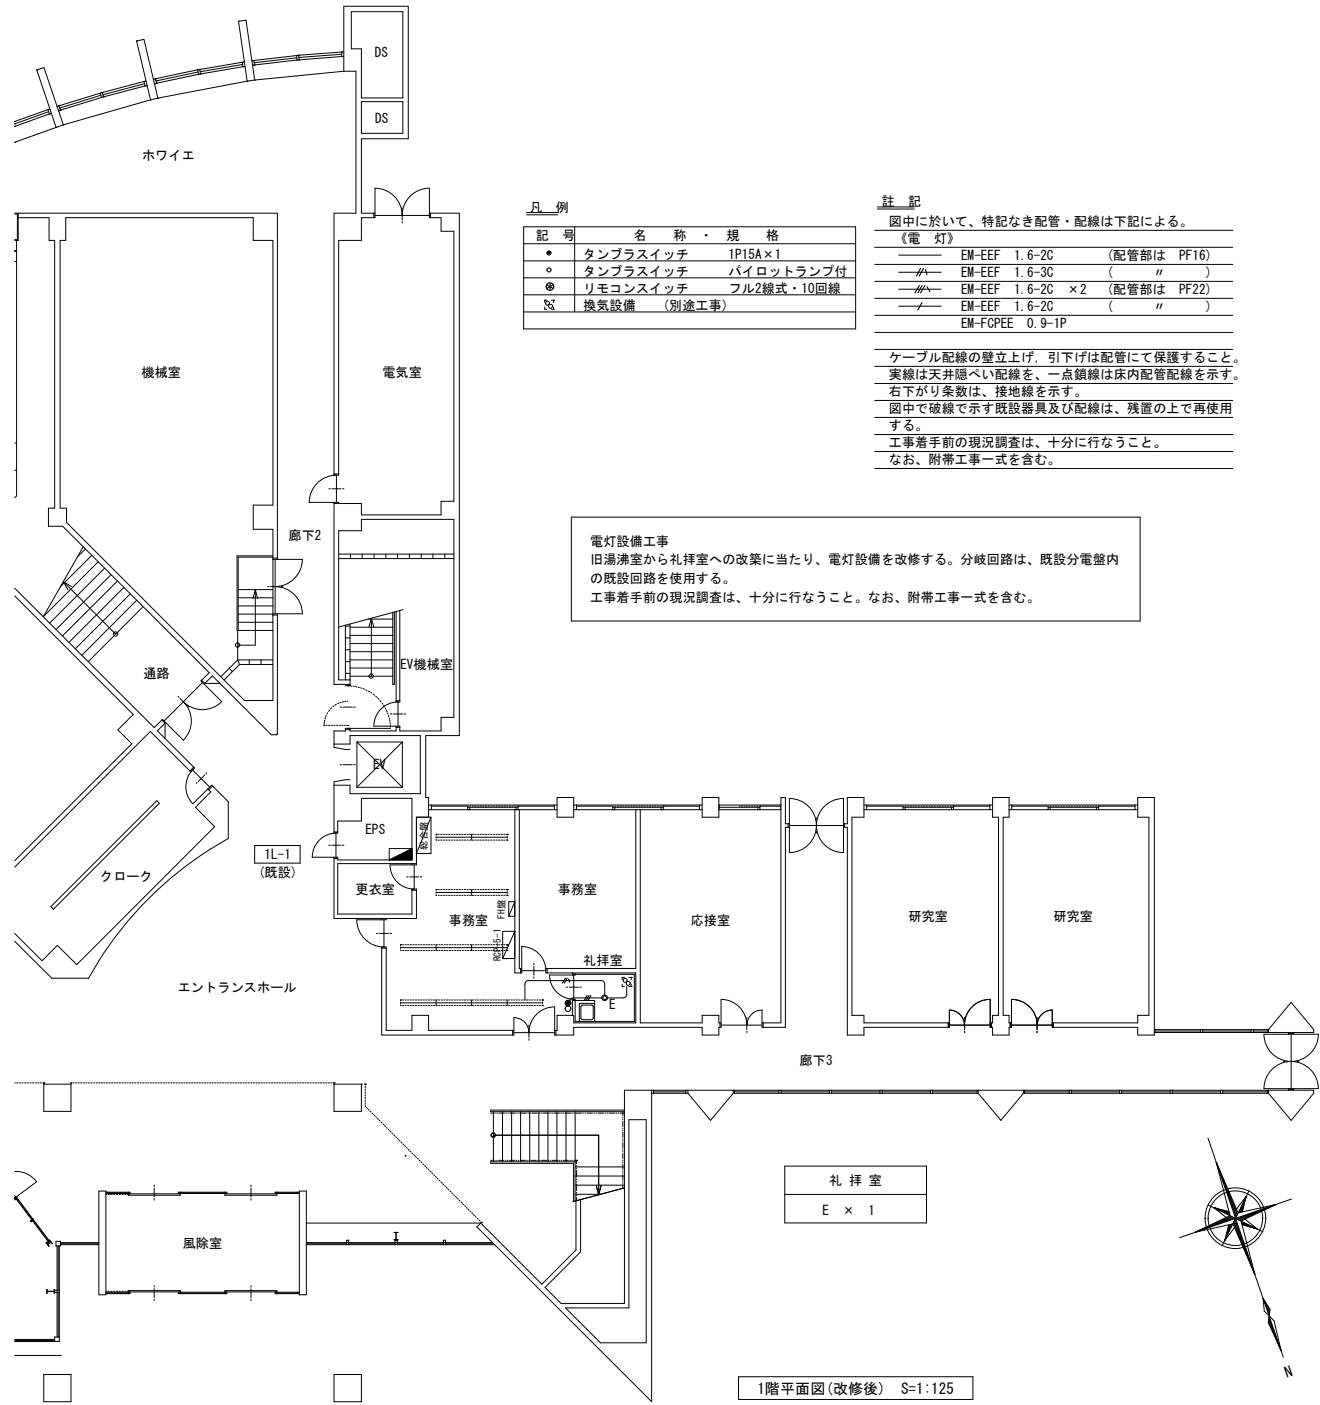 DS
DS
ホワイエ
凡 例
記 号 名 称 ・ 規 格
タンブラスイッチ 1P15A×1
タンブラスイッチ パイロットランプ付
リモコンスイッチ フル2線式・10回線
換気設備 (別途工事)
註 記
図中に於いて、特記なき配管・配線は下記による。
《電 灯》
EM-EEF 1.6-2C (配管部は PF16)
EM-EEF 1.6-3C ( 〃 )
EM-EEF 1.6-2C ×2 (配管部は PF22)
EM-EEF 1.6-2C ( 〃 )
EM-FCPEE 0.9-1P
ケーブル配線の壁立上げ, 引下げは配管にて保護すること。
実線は天井隠ぺい配線を、一点鎖線は床内配管配線を示す。
右下がり条数は、接地線を示す。
図中で破線で示す既設器具及び配線は、残置の上で再使用
する。
工事着手前の現況調査は、十分に行なうこと。
なお、附帯工事一式を含む。
機械室
電気室
廊下2
電灯設備工事
旧湯沸室から礼拝室への改築に当たり、電灯設備を改修する。分岐回路は、既設分電盤内
の既設回路を使用する。
工事着手前の現況調査は、十分に行なうこと。なお、附帯工事一式を含む。
EV機械室
通路
EV
EPS
1L-1
(既設)
クローク
更衣室
事務室
FH盤
RCP-5-1
事務室
礼拝室
E
応接室
研究室
研究室
エントランスホール
廊下3
礼 拝 室
E × 1
風除室
N
1階平面図(改修後) S=1:125